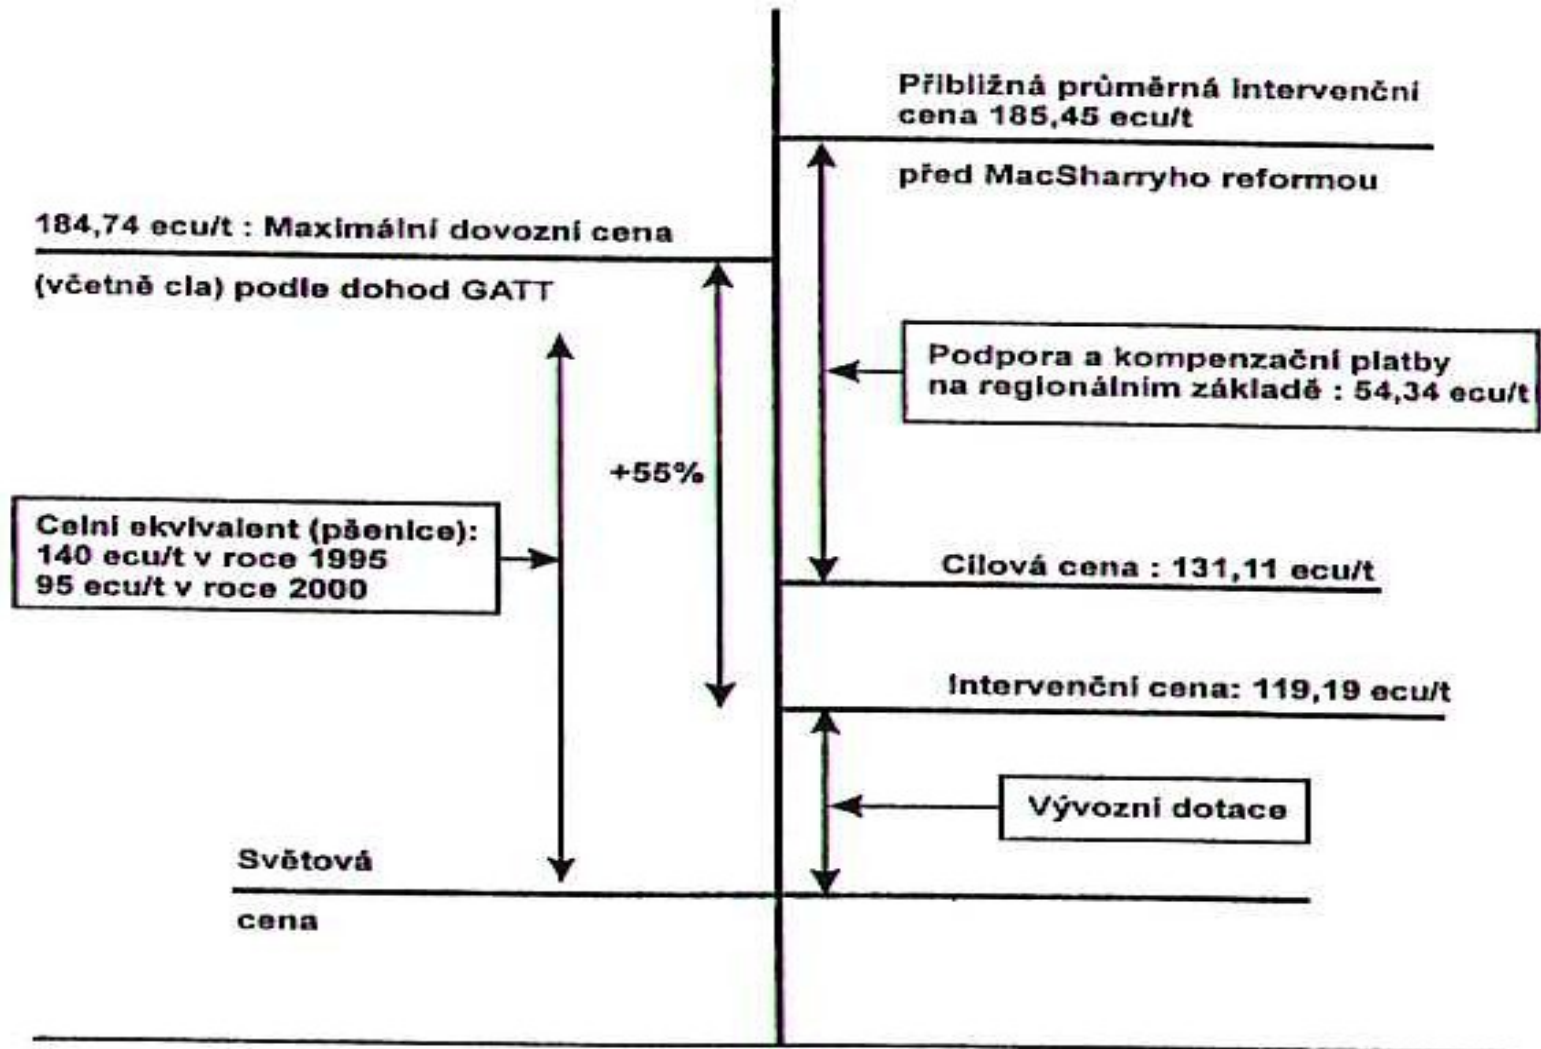 Přibližná průměrná intervenční
cena 185,45 ecu/t
před MacSharryho reformou
184,74 ecu/t : Maximální dovozní cena
(včetně cla) podle dohod GATT
Podpora a kompenzační platby
na regionálním základě : 54,34 ecu/t
+55%
Celní ekvivalent (pšenice):
140 ecu/t v roce 1995
95 ecu/t v roce 2000
Cílová cena : 131,11 ecu/t
Intervenční cena: 119,19 ecu/t
Vývozní dotace
Světová
cena